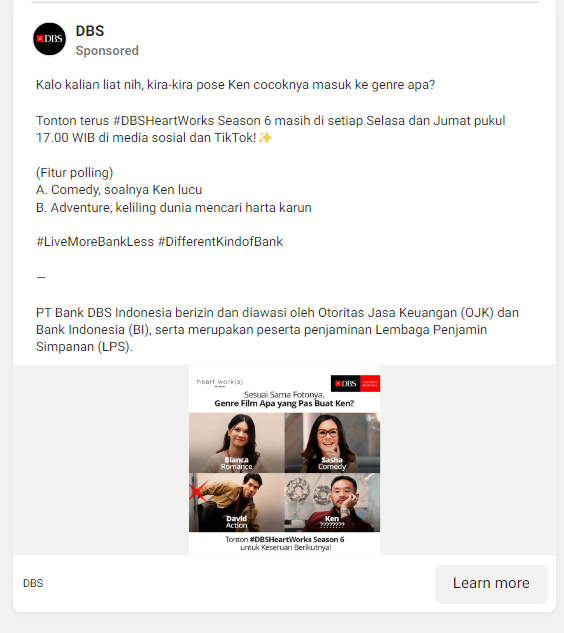 DBS
DBS
Sponsored
Kalo kalian liat nih, kira-kira pose Ken cocoknya masuk ke genre apa?
Tonton terus #DBSHeartWorks Season 6 masih di setiap Selasa dan Jumat pukul
17.00 WIB di media sosial dan TikTok!✨
(Fitur polling)
A. Comedy, soalnya Ken lucu
B. Adventure, keliling dunia mencari harta karun
#LiveMoreBankLess #DifferentKindofBank
—
PT Bank DBS Indonesia berizin dan diawasi oleh Otoritas Jasa Keuangan (OJK) dan
Bank Indonesia (BI), serta merupakan peserta penjaminan Lembaga Penjamin
Simpanan (LPS).
heart work(s)
DBS
Sesuai Sama Fotonya,
Genre Film Apa yang Pas Buat Ken?
Bianca
Romance
Sasha
Comedy
David
Action
Ken
????????
Tonton #DBSHeartWorks Season 6
untuk Keseruan Berikutnya!
DBS
Learn more